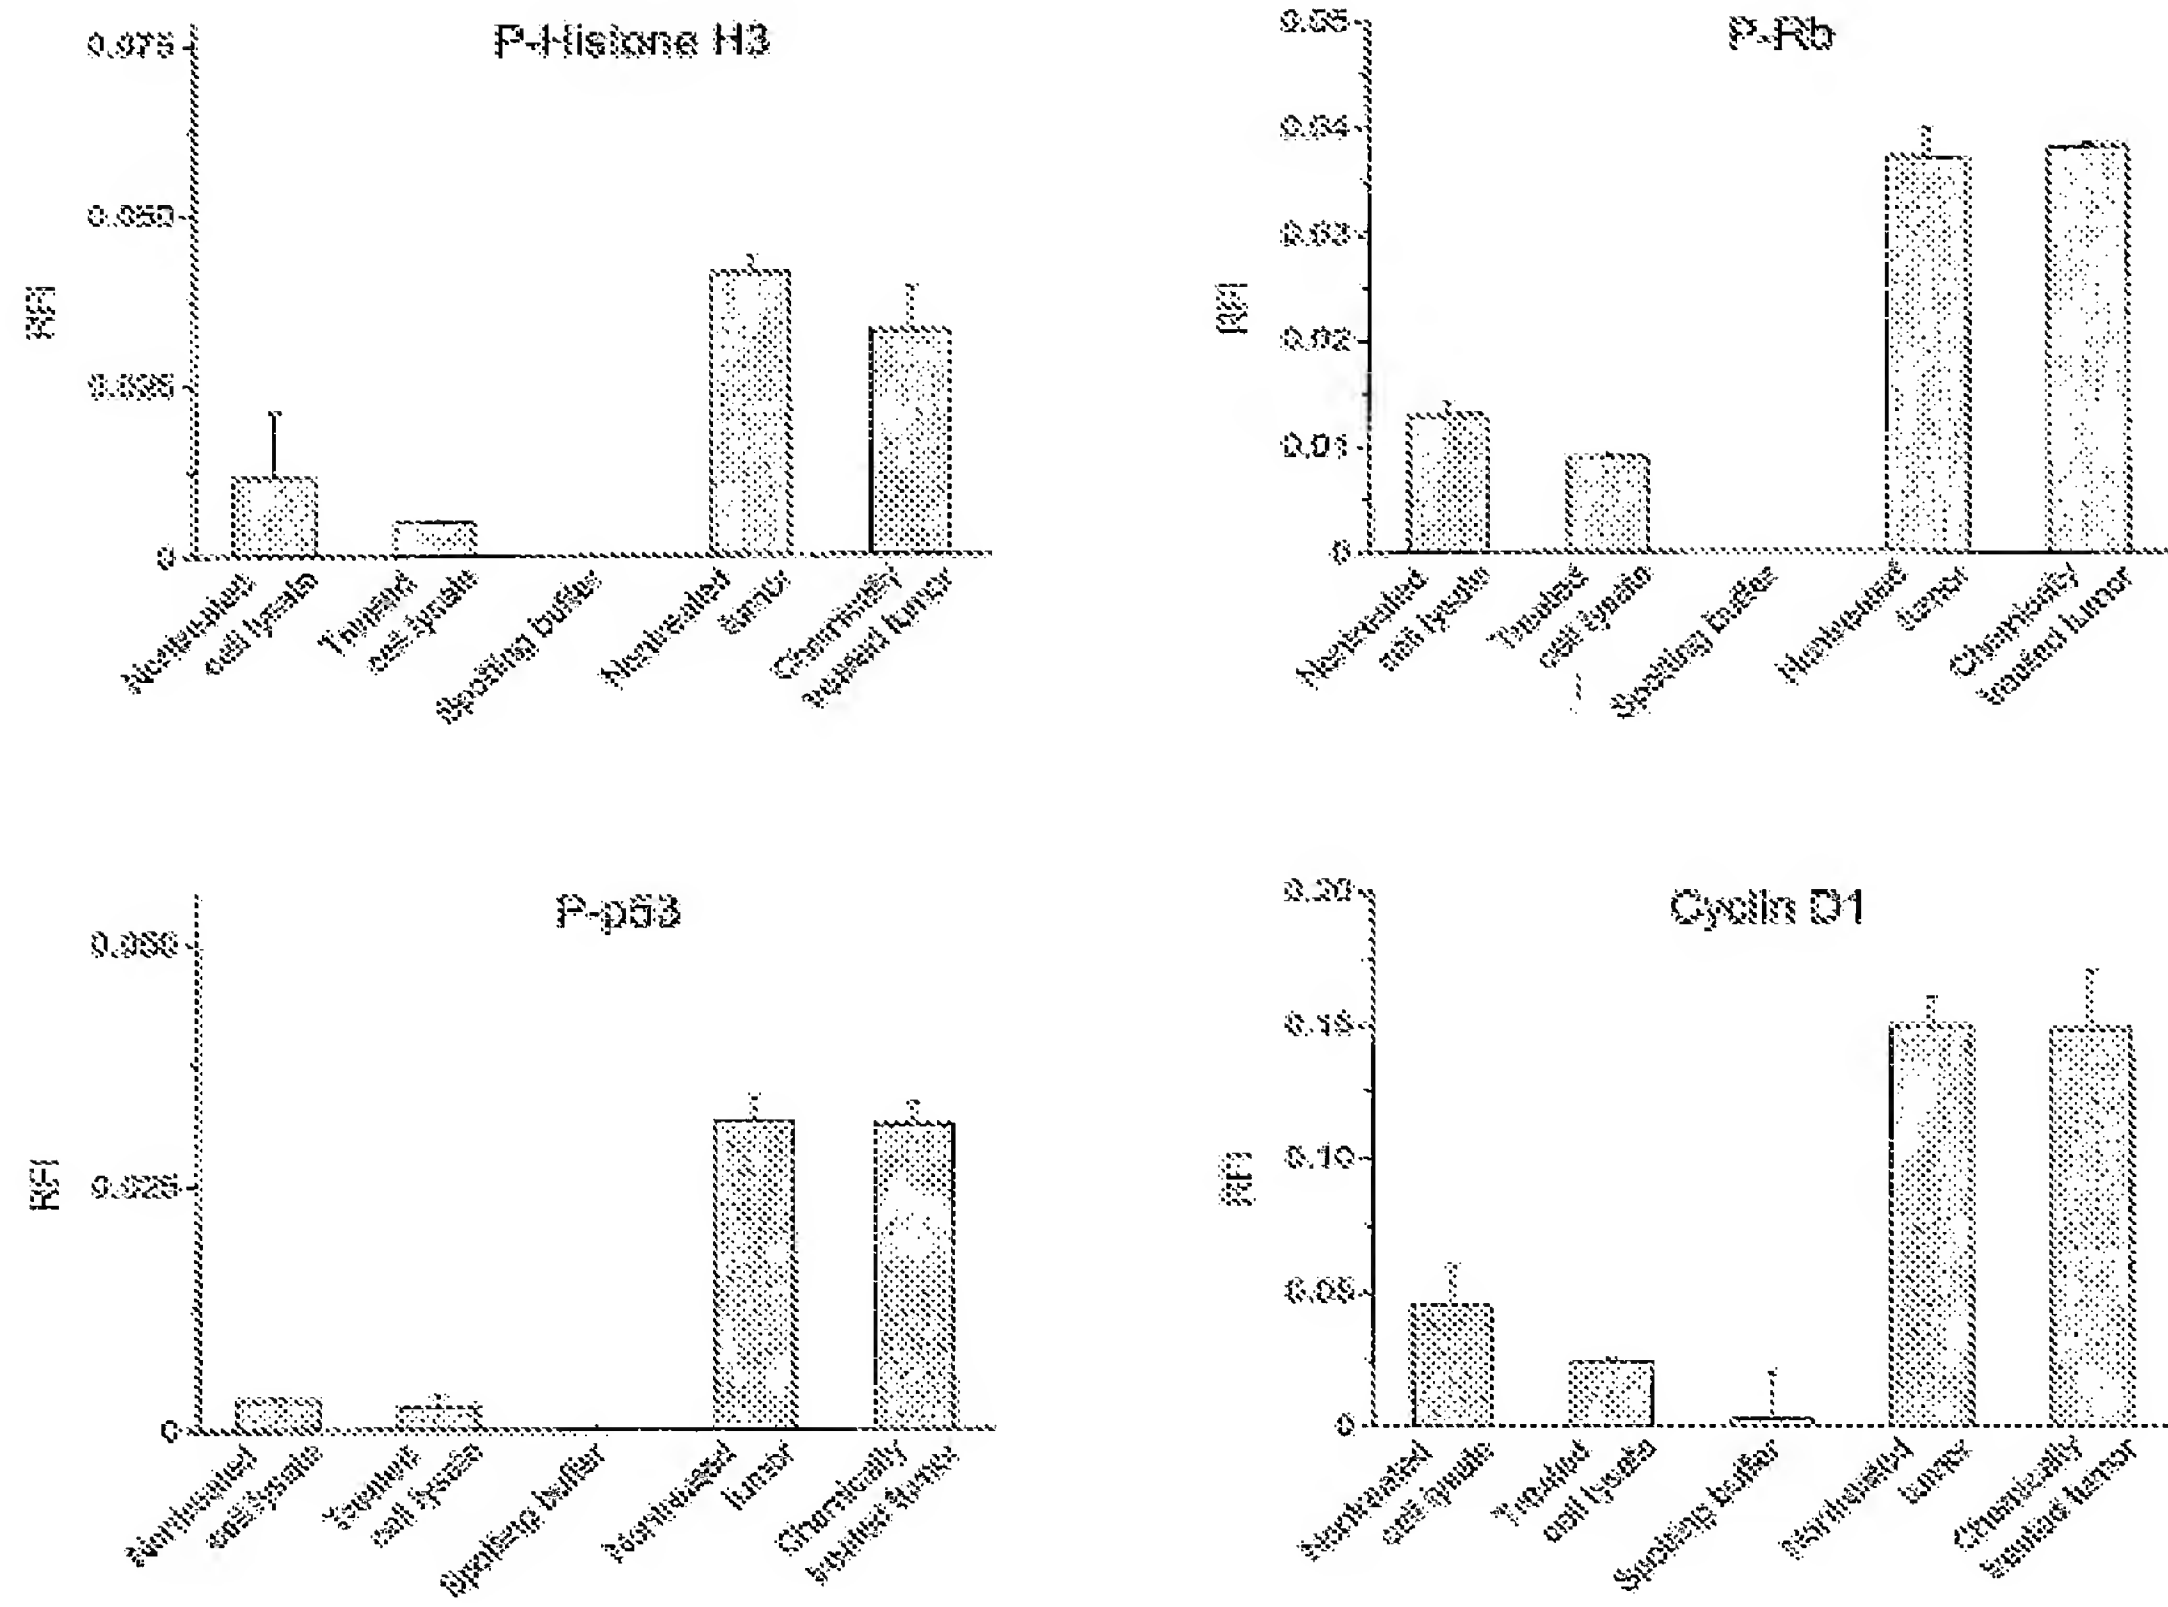 P-Histone H3
0.075
0.050
0.025
0
RFI
Nontreated
cell lysate
Treated
cell lysate
Spotting buffer
Nontreated
tumor
Chemically
treated tumor
P-Rb
0.05
0.04
0.03
0.02
0.01
0
RFI
Nontreated
cell lysate
Treated
cell lysate
Spotting buffer
Nontreated
tumor
Chemically
treated tumor
P-p53
0.050
0.025
0
RFI
Nontreated
cell lysate
Treated
cell lysate
Spotting buffer
Nontreated
tumor
Chemically
treated tumor
Cyclin D1
0.20
0.15
0.10
0.05
0
RFI
Nontreated
cell lysate
Treated
cell lysate
Spotting buffer
Nontreated
tumor
Chemically
treated tumor